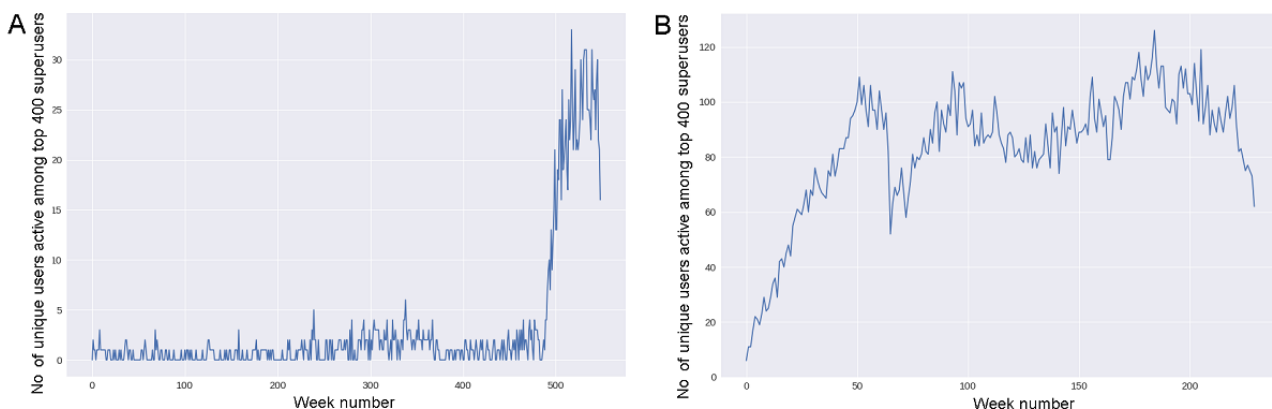 A
No of unique users active among top 400 superusers
30
25
20
15
10
5
0
0 100 200 300 400 500
Week number
B
No of unique users active among top 400 superusers
120
100
80
60
40
20
0
0 50 100 150 200
Week number